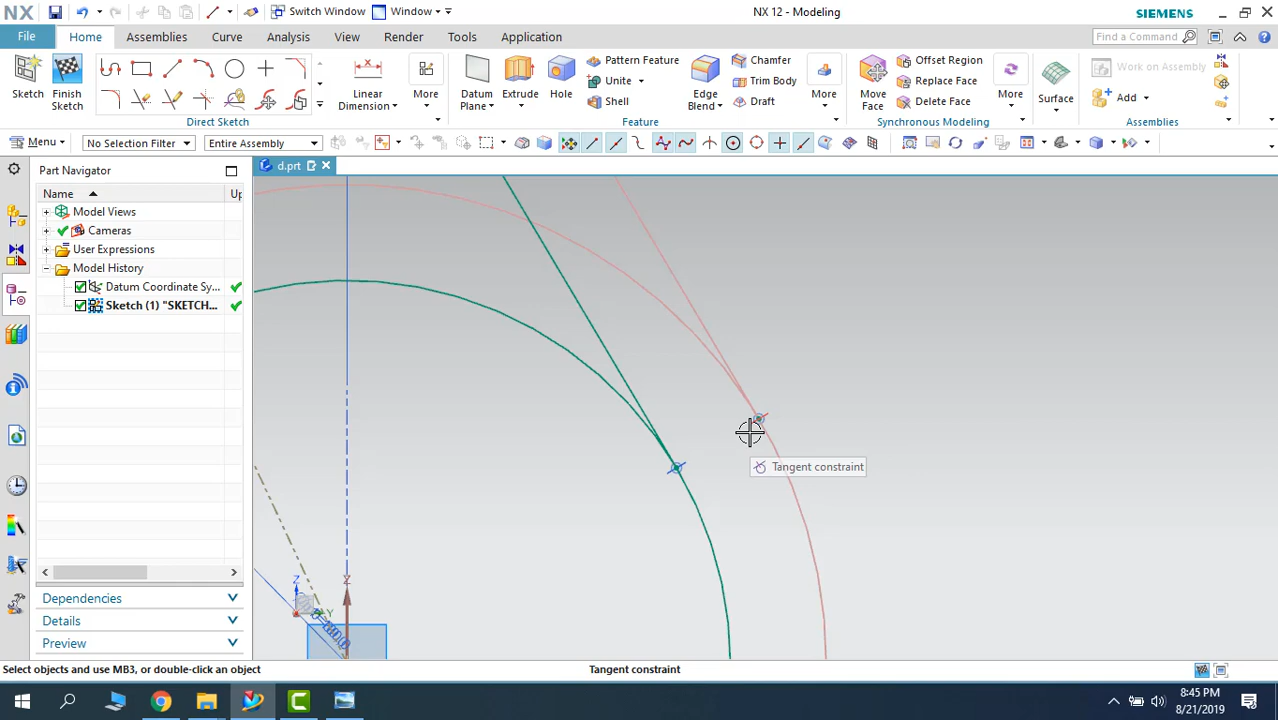 NX
Switch Window
Window
NX 12 - Modeling
SIEMENS
File
Home
Assemblies
Curve
Analysis
View
Tools
Application
Find a Command
Sketch
Finish Sketch
Linear Dimension
More
Direct Sketch
Datum Plane
Extrude
Hole
Pattern Feature
Unite
Shell
Edge Blend
Chamfer
Trim Body
Draft
More
Feature
Move Face
Offset Region
Replace Face
Delete Face
More
Synchronous Modeling
Surface
Work on Assembly
Add
Assemblies
Menu
No Selection Filter
Entire Assembly
Part Navigator
d.prt
Name
Up
Model Views
Cameras
User Expressions
Model History
Datum Coordinate Sy...
Sketch (1) "SKETCH...
Dependencies
Details
Preview
Tangent constraint
Z
Z
Y
Select objects and use MB3, or double-click an object
Tangent constraint
8:45 PM
8/21/2019